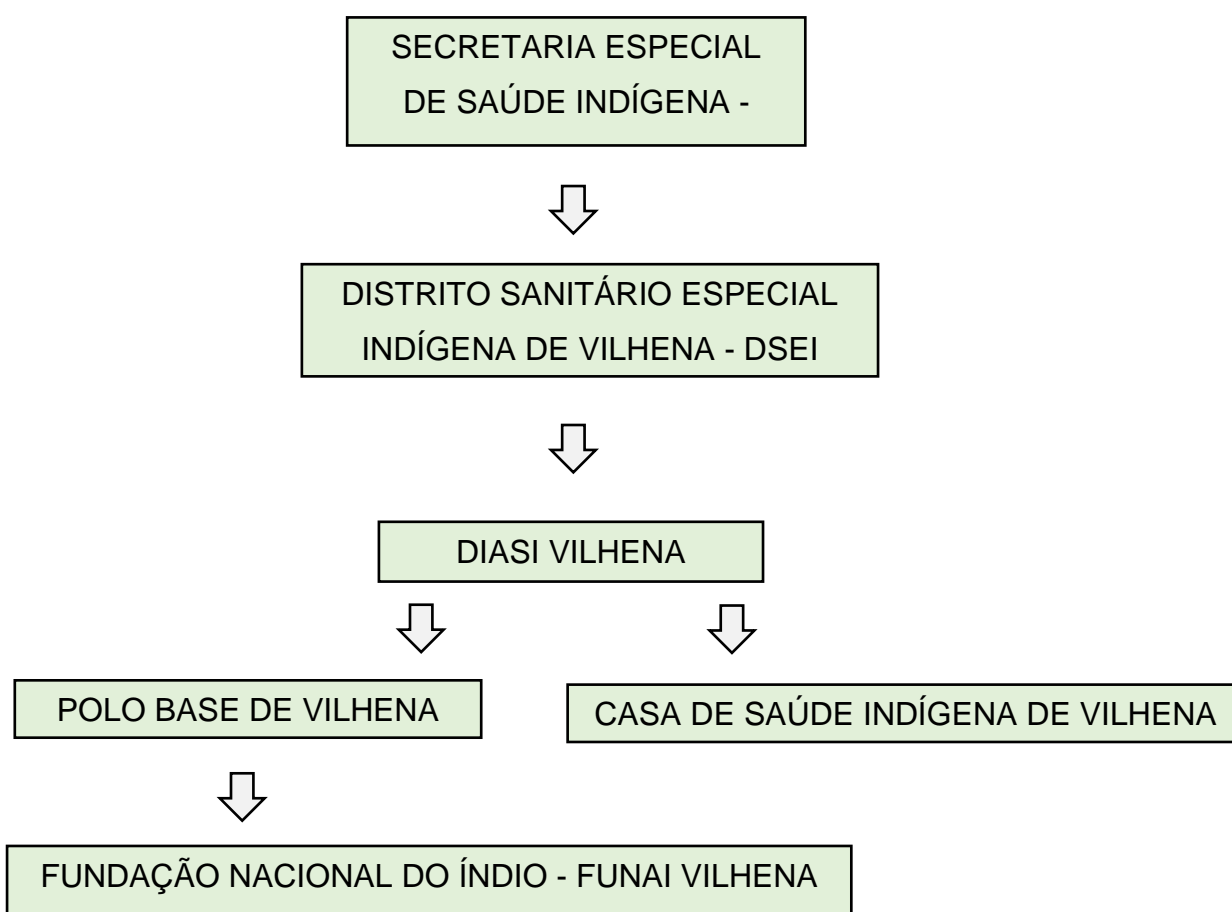 SECRETARIA ESPECIAL
DE SAÚDE INDÍGENA -
DISTRITO SANITÁRIO ESPECIAL
INDÍGENA DE VILHENA - DSEI
DIASI VILHENA
POLO BASE DE VILHENA
CASA DE SAÚDE INDÍGENA DE VILHENA
FUNDAÇÃO NACIONAL DO ÍNDIO - FUNAI VILHENA